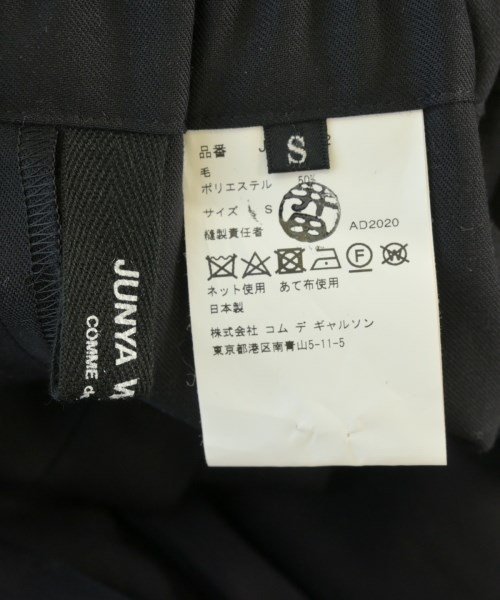 品番 J 2
S
毛
ポリエステル 50%
サイズ S
縫製責任者 AD2020
F W
ネット使用 あて布使用
日本製
株式会社 コム デ ギャルソン
東京都港区南青山5-11-5
JUNYA W
COMME d